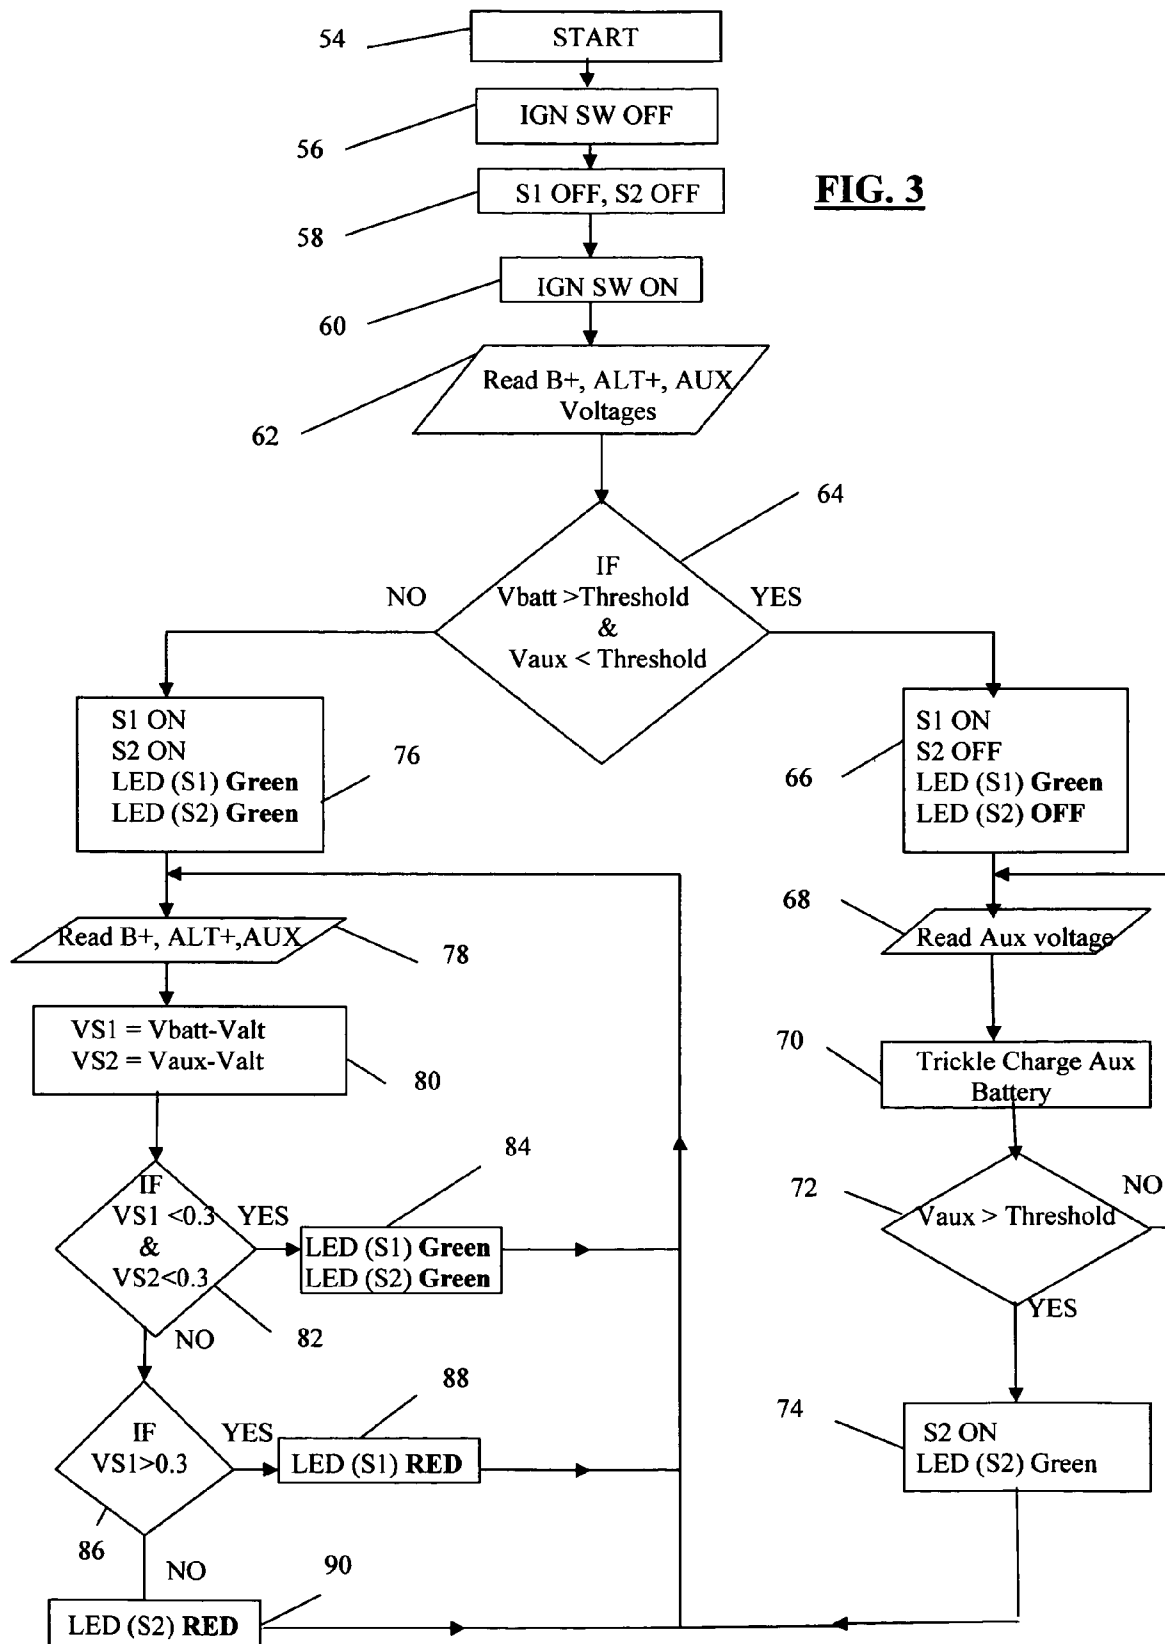 54
START
IGN SW OFF
56
FIG. 3
S1 OFF, S2 OFF
58
IGN SW ON
60
Read B+, ALT+, AUX
Voltages
62
64
IF
Vbatt >Threshold
&
Vaux < Threshold
NO
YES
S1 ON
S2 ON
LED (S1) Green
LED (S2) Green
76
S1 ON
S2 OFF
LED (S1) Green
LED (S2) OFF
66
Read B+, ALT+,AUX
78
68
Read Aux voltage
VS1 = Vbatt-Valt
VS2 = Vaux-Valt
80
70
Trickle Charge Aux
Battery
IF
VS1 <0.3
&
VS2<0.3
YES
84
LED (S1) Green
LED (S2) Green
82
NO
72
Vaux > Threshold
NO
YES
IF
VS1>0.3
YES
88
LED (S1) RED
86
NO
74
S2 ON
LED (S2) Green
90
LED (S2) RED